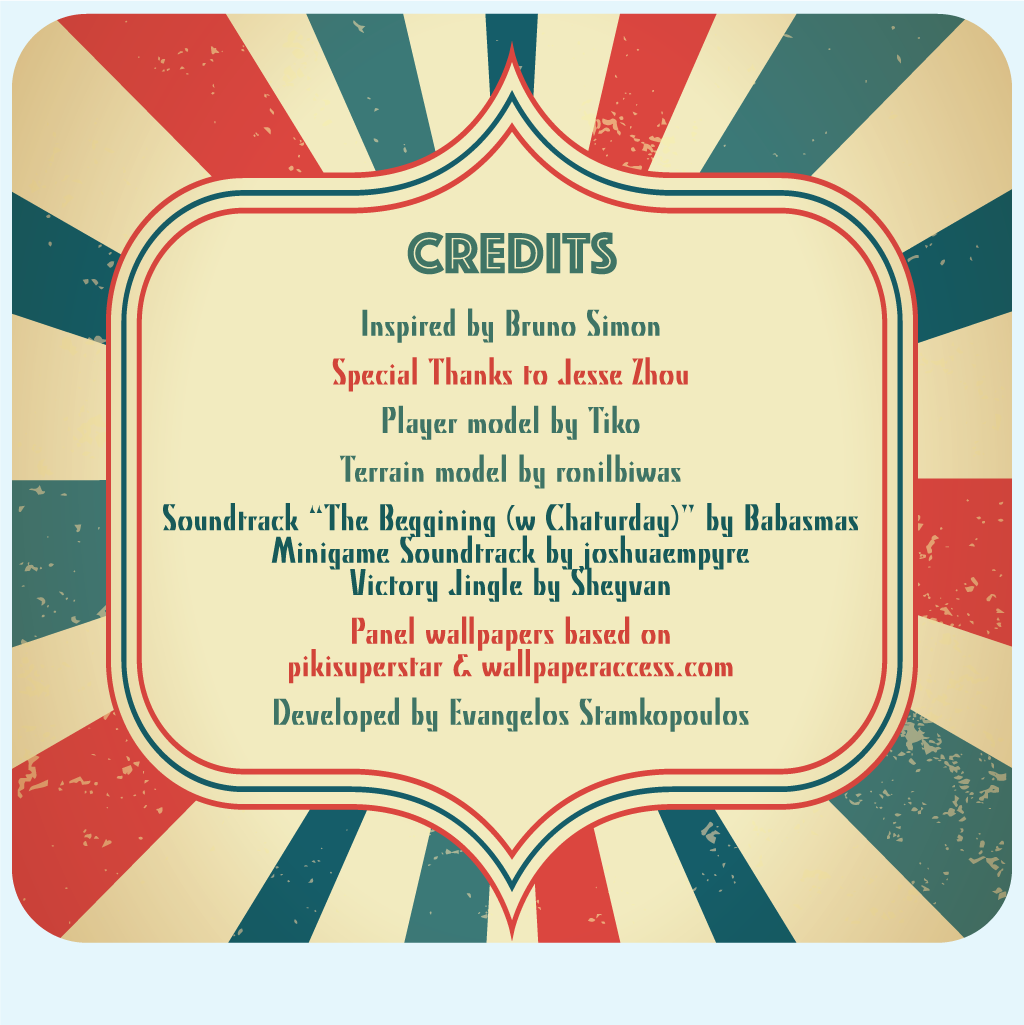 CREDITS
Inspired by Bruno Simon
Special Thanks to Jesse Zhou
Player model by Tiko
Terrain model by ronilbiwas
Soundtrack “The Beggining (w Chaturday)” by Babasmas
Minigame Soundtrack by joshuaempyre
Victory Jingle by Sheyvan
Panel wallpapers based on
pikisuperstar & wallpaperaccess.com
Developed by Evangelos Stamkopoulos